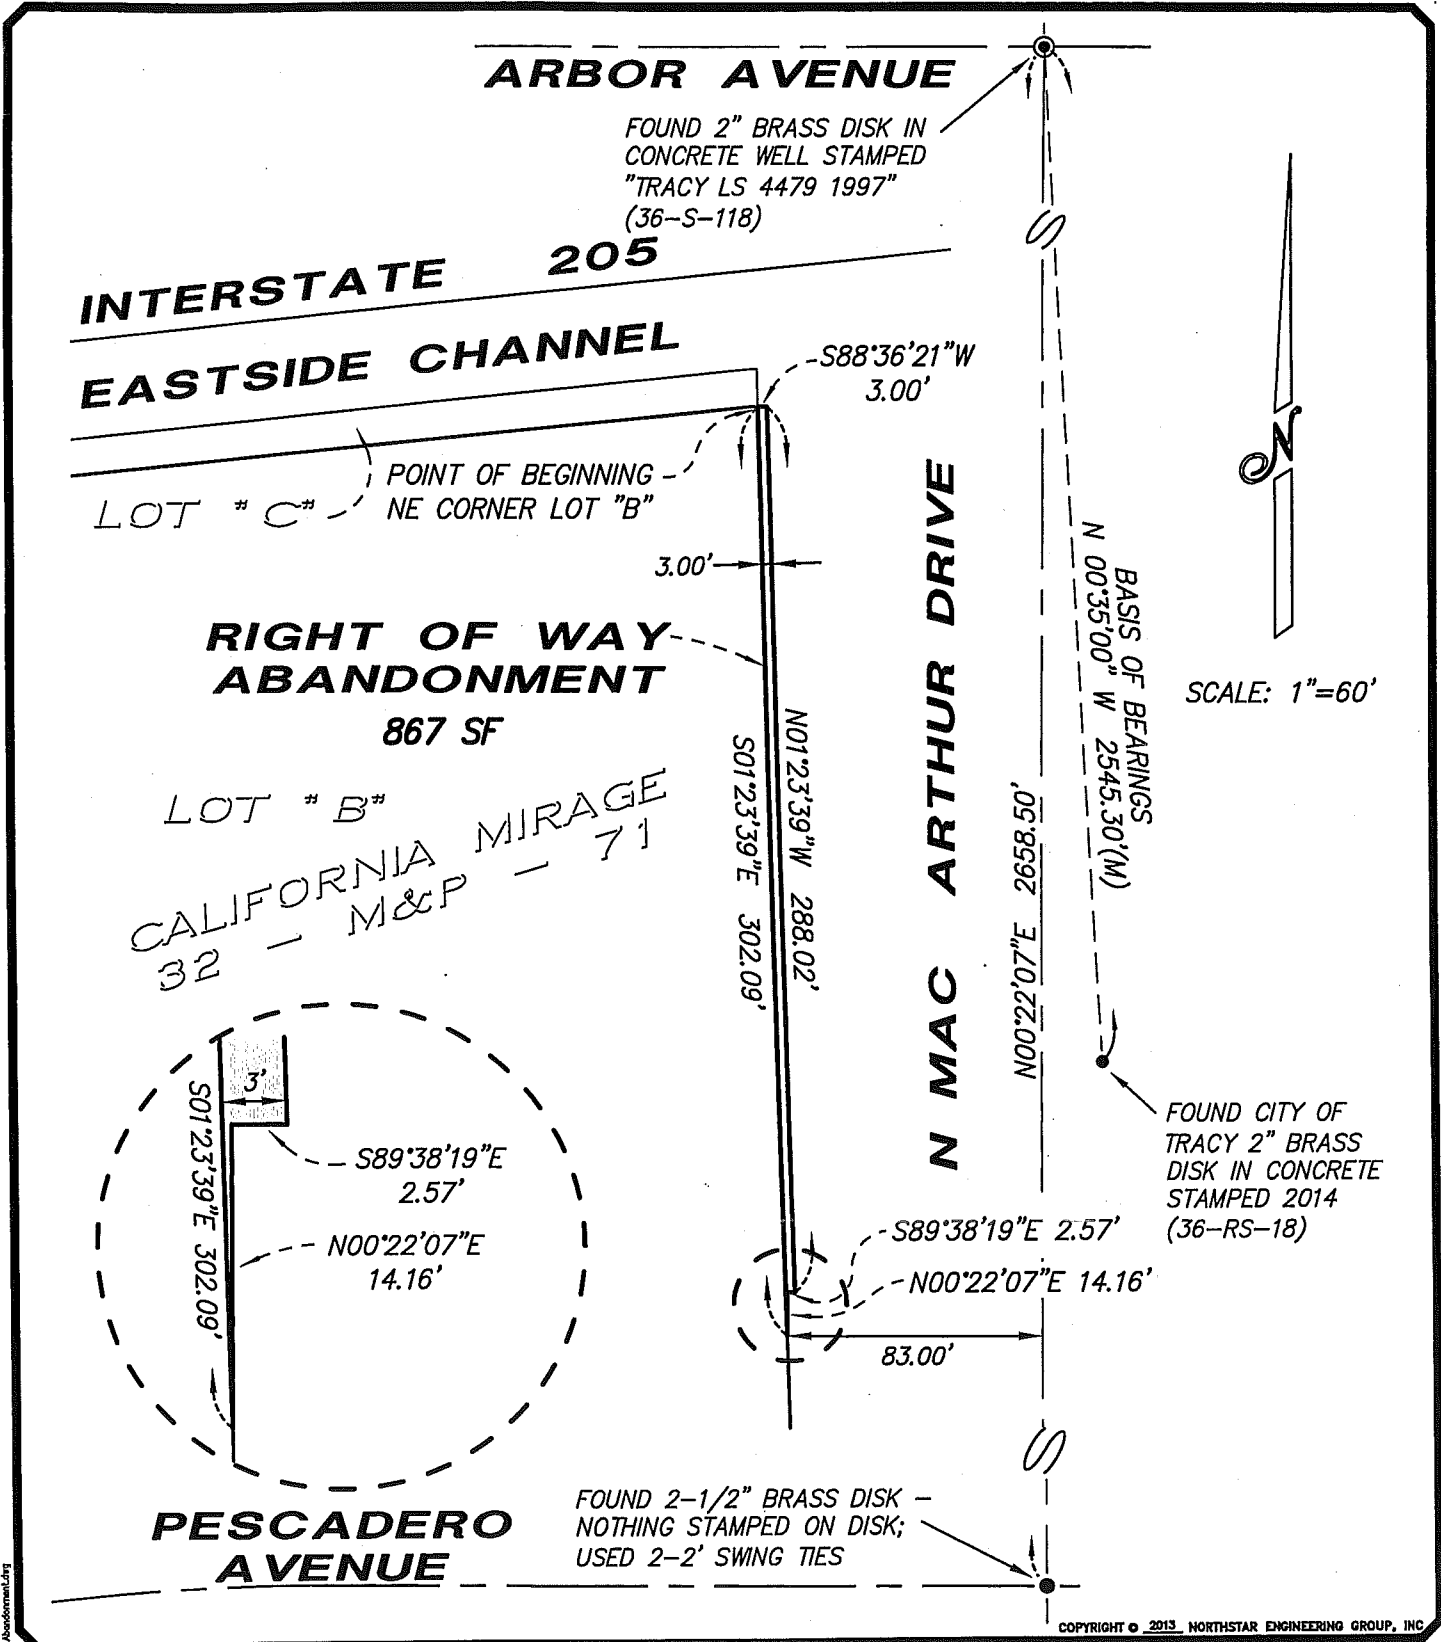 ARBOR AVENUE
FOUND 2" BRASS DISK IN
CONCRETE WELL STAMPED
"TRACY LS 4479 1997"
(36-S-118)
INTERSTATE 205
EASTSIDE CHANNEL
S88°36'21"W
3.00'
POINT OF BEGINNING
NE CORNER LOT "B"
LOT "C"
3.00'
RIGHT OF WAY
ABANDONMENT
867 SF
LOT "B"
CALIFORNIA MIRAGE
32 - M&P - 71
N01°23'39"W 288.02'
S01°23'39"E 302.09'
N MAC ARTHUR DRIVE
N00°22'07"E 2658.50'
BASIS OF BEARINGS
N 00°35'00" W 2545.30'(M)
N
SCALE: 1"=60'
FOUND CITY OF
TRACY 2" BRASS
DISK IN CONCRETE
STAMPED 2014
(36-RS-18)
3'
S01°23'39"E 302.09'
S89°38'19"E
2.57'
N00°22'07"E
14.16'
S89°38'19"E 2.57'
N00°22'07"E 14.16'
83.00'
PESCADERO
AVENUE
FOUND 2-1/2" BRASS DISK -
NOTHING STAMPED ON DISK;
USED 2-2' SWING TIES
Abandonment.dwg
COPYRIGHT © 2013 NORTHSTAR ENGINEERING GROUP, INC